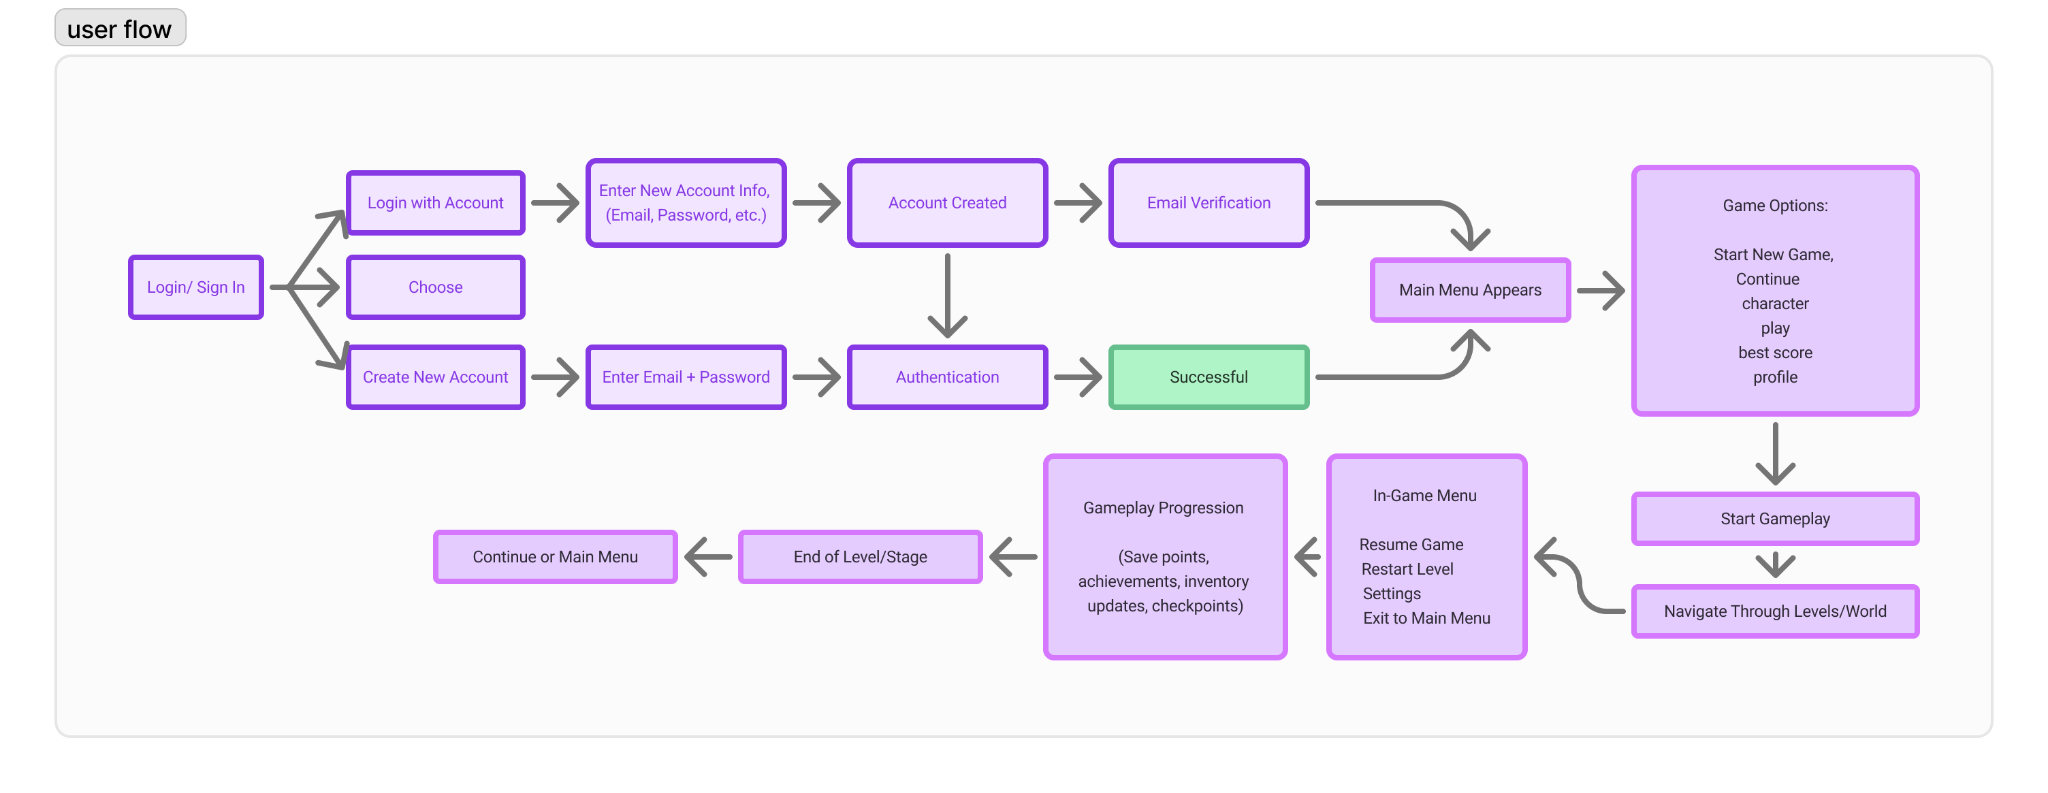 user flow
Login/ Sign In
Login with Account
Choose
Create New Account
Enter New Account Info,
(Email, Password, etc.)
Enter Email + Password
Account Created
Authentication
Email Verification
Successful
Main Menu Appears
Game Options:
Start New Game,
Continue
character
play
best score
profile
Start Gameplay
Navigate Through Levels/World
In-Game Menu
Resume Game
Restart Level
Settings
Exit to Main Menu
Gameplay Progression
(Save points,
achievements, inventory
updates, checkpoints)
End of Level/Stage
Continue or Main Menu